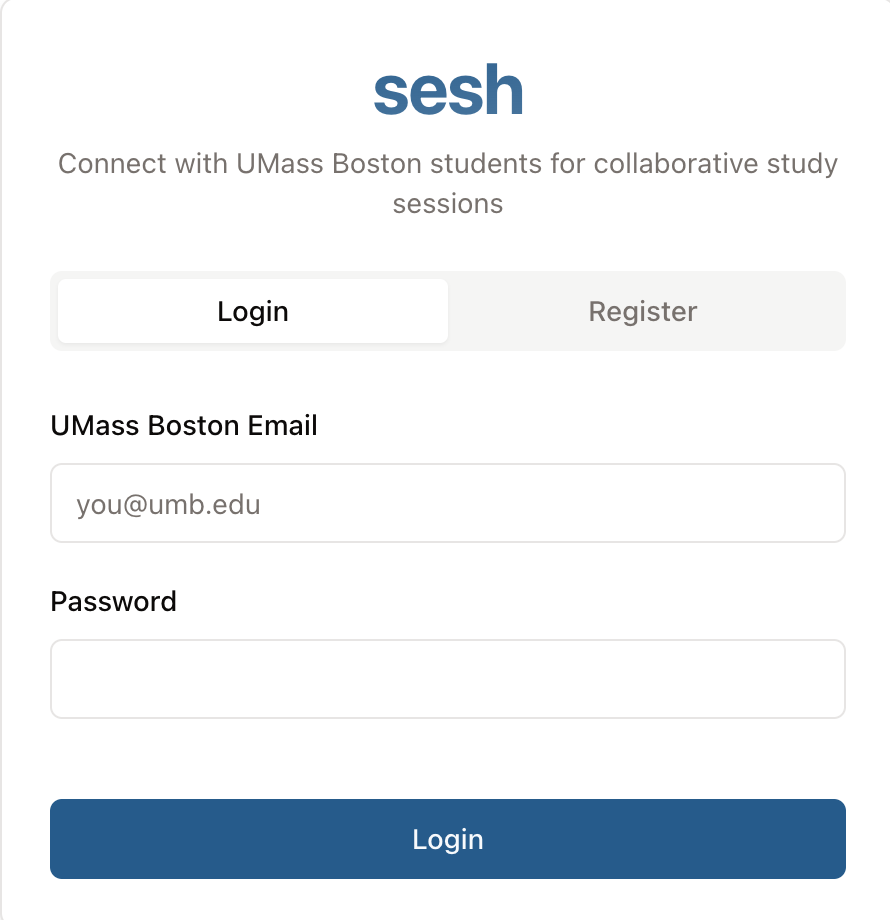 sesh
Connect with UMass Boston students for collaborative study
sessions
Login
Register
UMass Boston Email
you@umb.edu
Password
Login